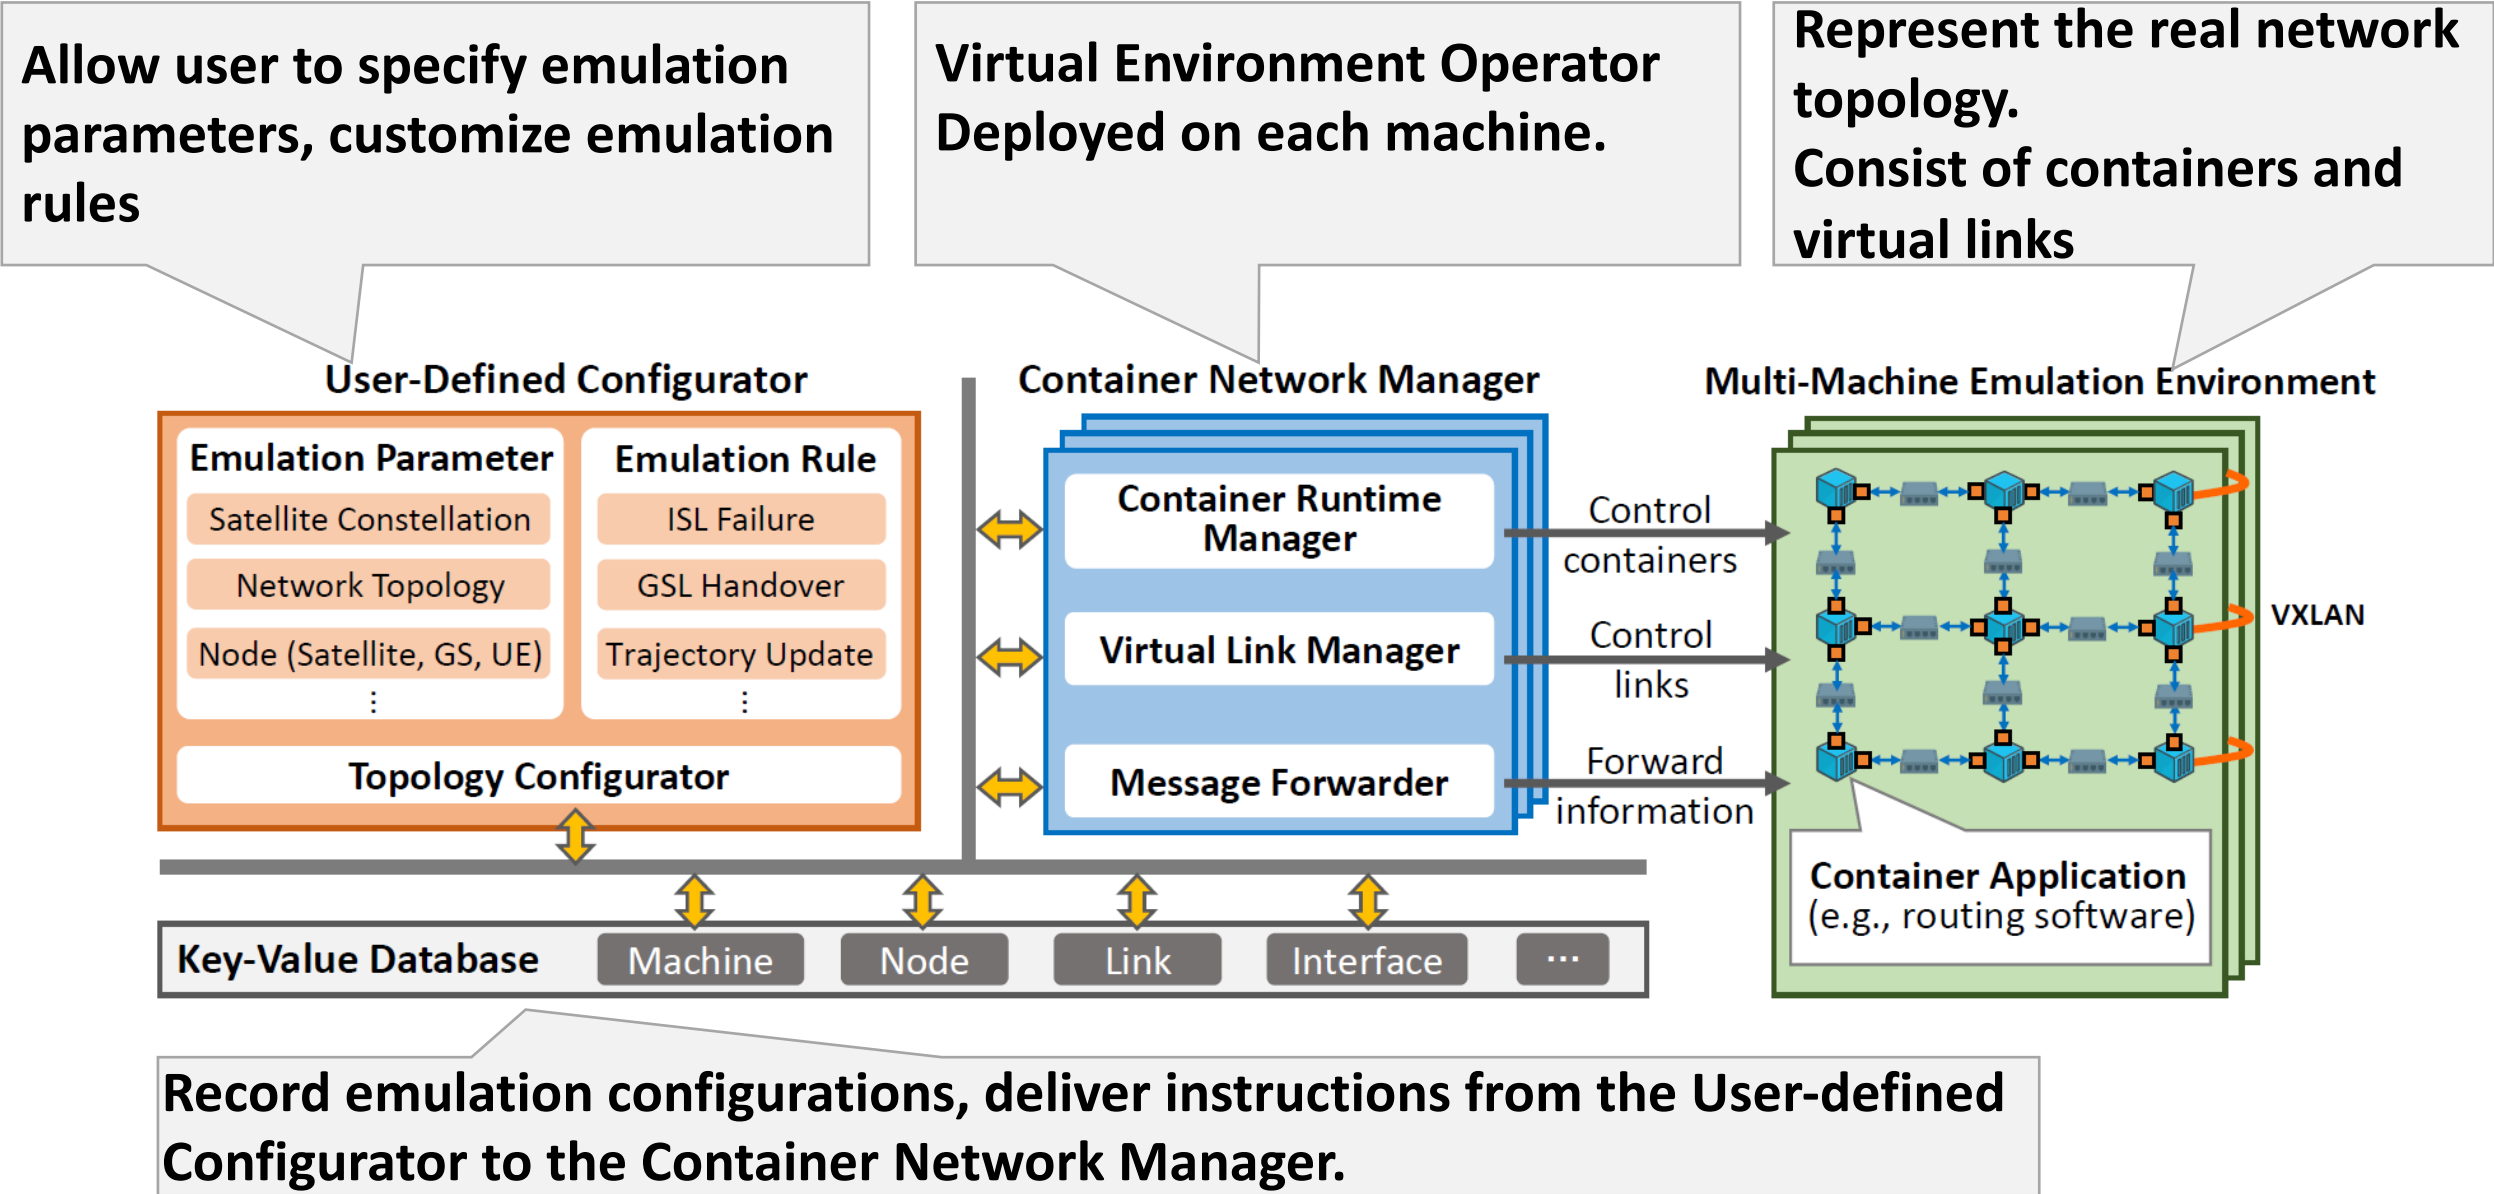 Allow user to specify emulation
parameters, customize emulation
rules
Virtual Environment Operator
Deployed on each machine.
Represent the real network
topology.
Consist of containers and
virtual links
User-Defined Configurator
Emulation Parameter
Satellite Constellation
Network Topology
Node (Satellite, GS, UE)
⋮
Emulation Rule
ISL Failure
GSL Handover
Trajectory Update
⋮
Topology Configurator
Container Network Manager
Container Runtime
Manager
Virtual Link Manager
Message Forwarder
Control
containers
Control
links
Forward
information
Multi-Machine Emulation Environment
VXLAN
Container Application
(e.g., routing software)
Key-Value Database
Machine
Node
Link
Interface
...
Record emulation configurations, deliver instructions from the User-defined
Configurator to the Container Network Manager.